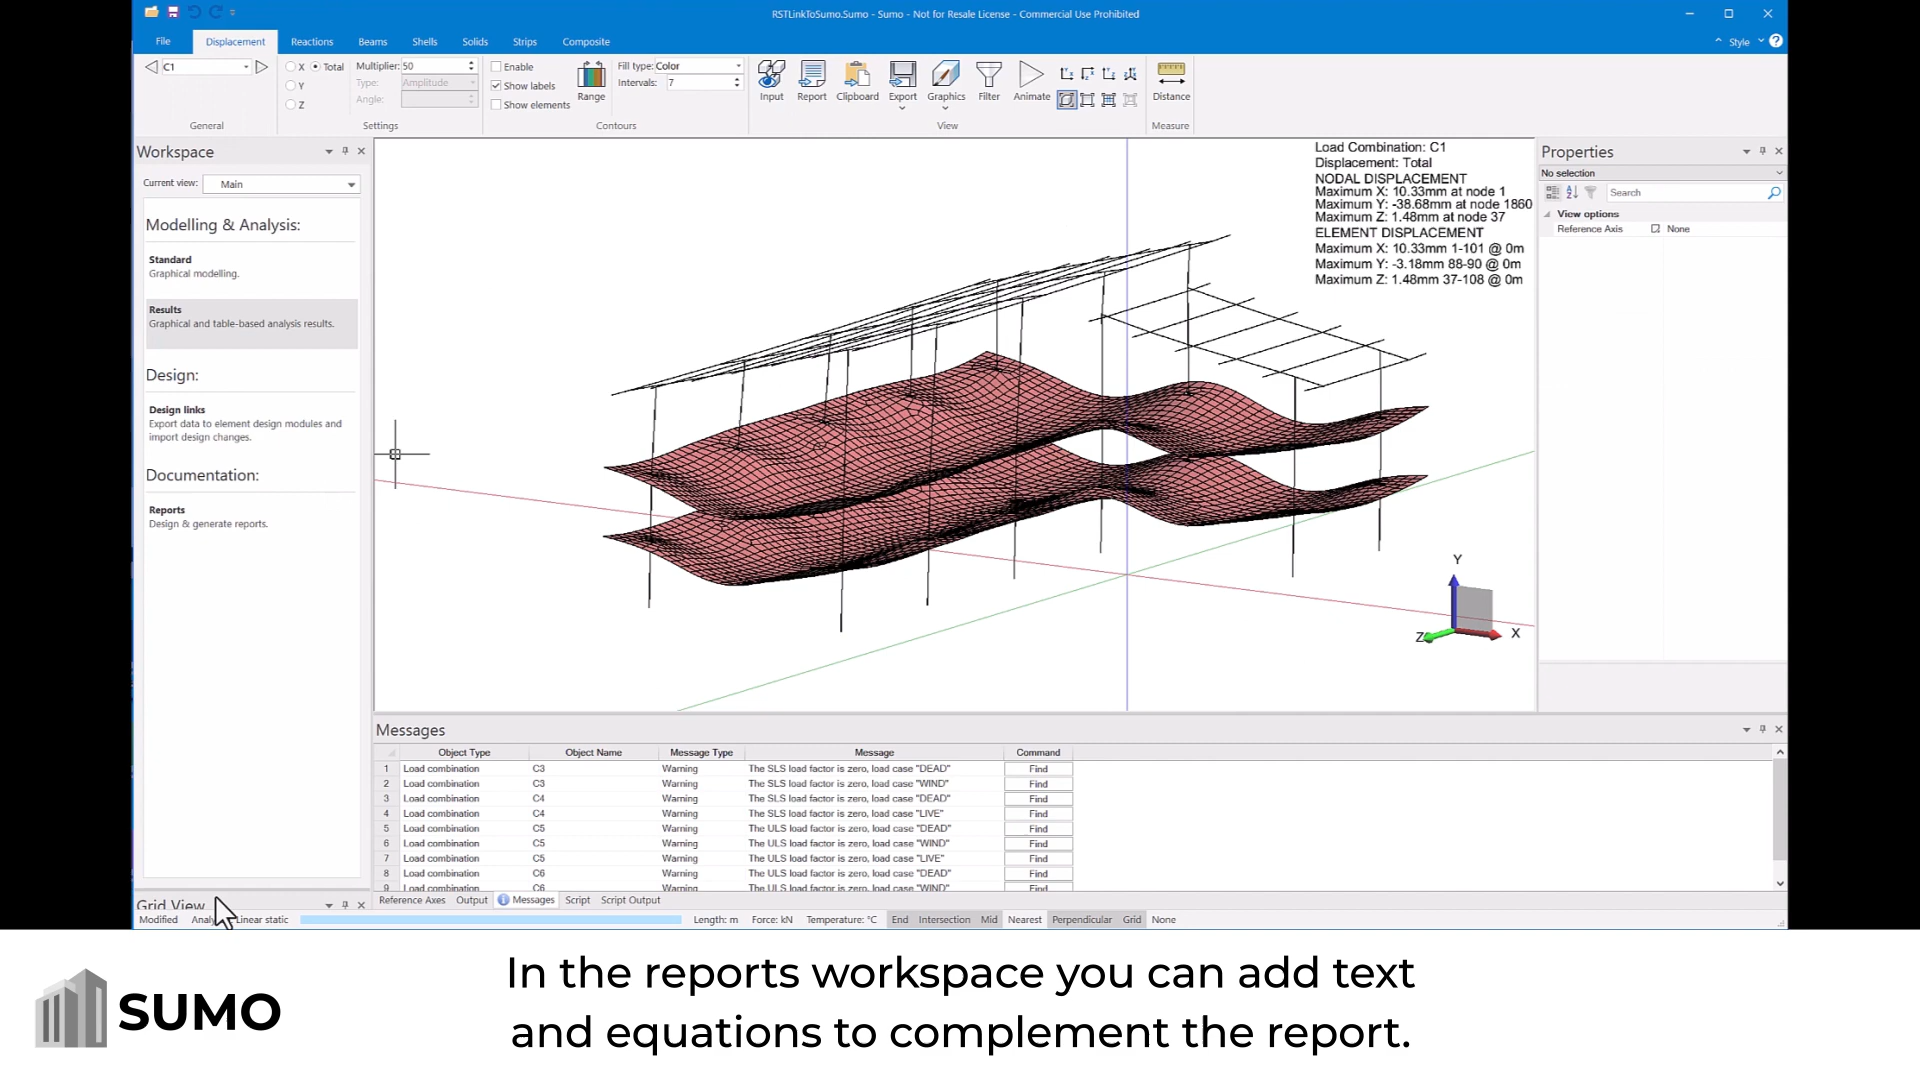 RSTLinkToSumo.Sumo - Sumo - Not for Resale License - Commercial Use Prohibited
File Displacement Reactions Beams Shells Solids Strips Composite Style
C1 X Total Multiplier: 50 Enable Fill type: Color
Y Type: Amplitude Show labels Intervals: 7
Z Angle: Show elements Range Input Report Clipboard Export Graphics Filter Animate Distance
General Settings Contours View Measure
Workspace
Current view: Main
Modelling & Analysis:
Standard
Graphical modelling.
Results
Graphical and table-based analysis results.
Design:
Design links
Export data to element design modules and
import design changes.
Documentation:
Reports
Design & generate reports.
Grid View
Load Combination: C1
Displacement: Total
NODAL DISPLACEMENT
Maximum X: 10.33mm at node 1
Maximum Y: -38.68mm at node 1860
Maximum Z: 1.48mm at node 37
ELEMENT DISPLACEMENT
Maximum X: 10.33mm 1-101 @ 0m
Maximum Y: -3.18mm 88-90 @ 0m
Maximum Z: 1.48mm 37-108 @ 0m
Y
Z X
Properties
No selection
Search
View options
Reference Axis None
Messages
Object Type Object Name Message Type Message Command
1 Load combination C3 Warning The SLS load factor is zero, load case "DEAD" Find
2 Load combination C3 Warning The SLS load factor is zero, load case "WIND" Find
3 Load combination C4 Warning The SLS load factor is zero, load case "DEAD" Find
4 Load combination C4 Warning The SLS load factor is zero, load case "LIVE" Find
5 Load combination C5 Warning The ULS load factor is zero, load case "DEAD" Find
6 Load combination C5 Warning The ULS load factor is zero, load case "WIND" Find
7 Load combination C5 Warning The ULS load factor is zero, load case "LIVE" Find
8 Load combination C6 Warning The ULS load factor is zero, load case "DEAD" Find
9 Load combination C6 Warning The ULS load factor is zero, load case "WIND" Find
Reference Axes Output Messages Script Script Output
Modified Linear static Length: m Force: kN Temperature: °C End Intersection Mid Nearest Perpendicular Grid None
SUMO
In the reports workspace you can add text
and equations to complement the report.